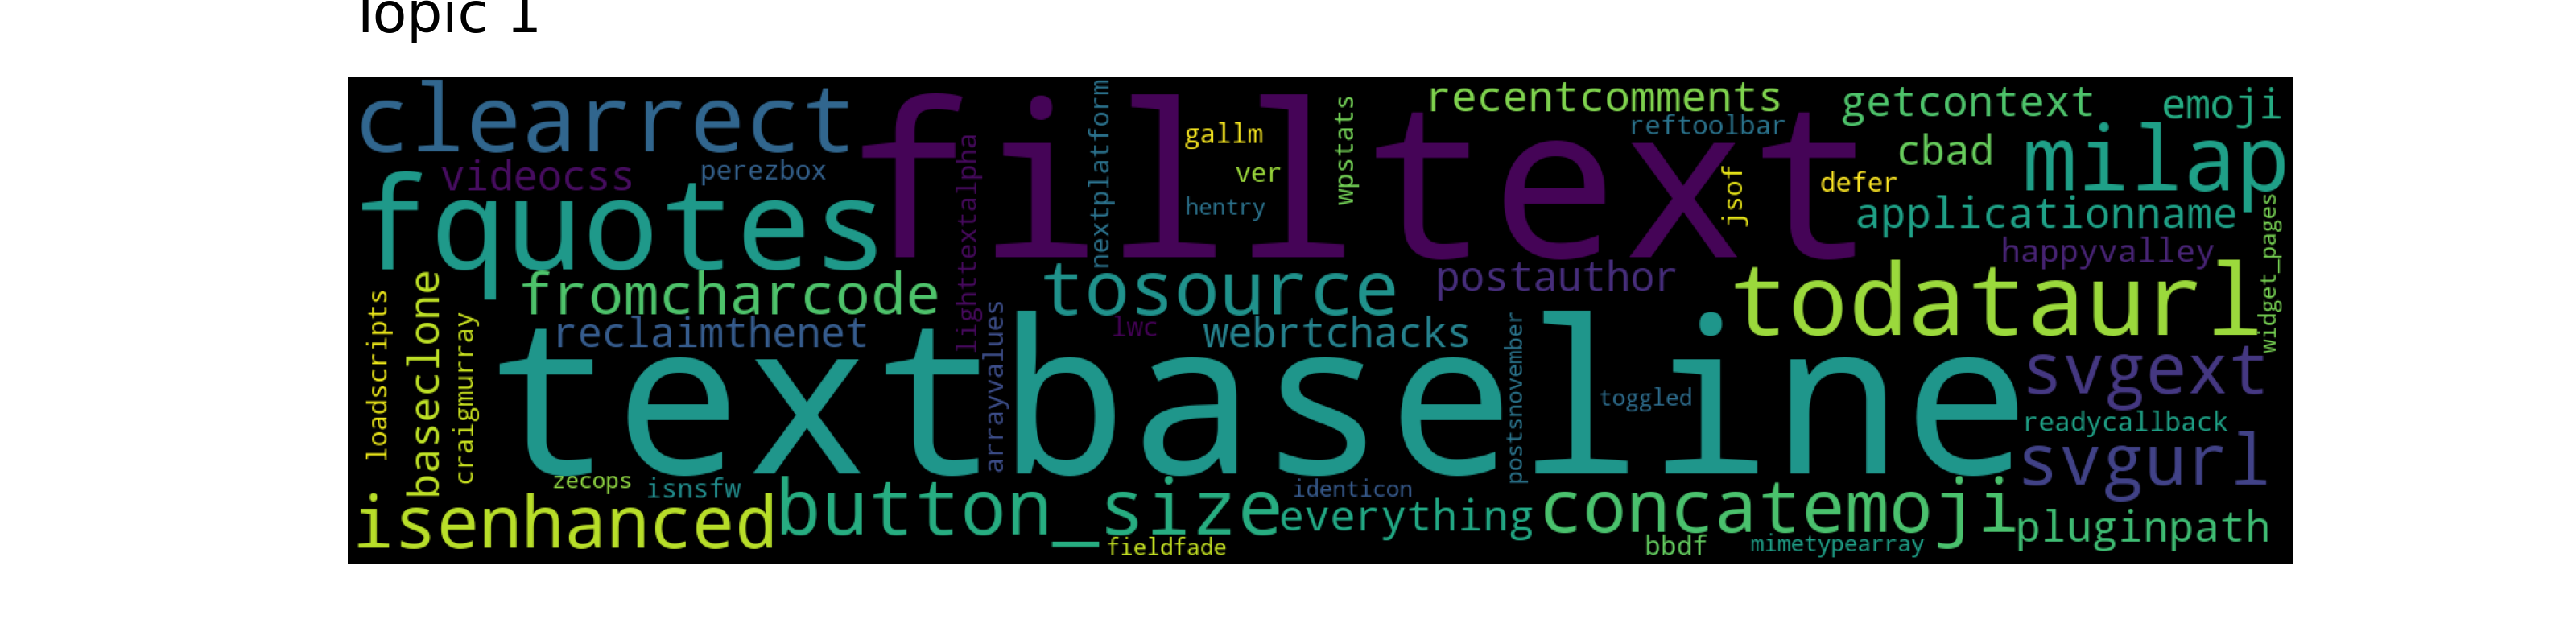 Topic 1
clearrect
filltext
nextplatform
gallm
wpstats
recentcomments
reftoolbar
getcontext
emoji
videocss
perezbox
lighttextalpha
ver
hentry
jsof
defer
cbad
milap
fquotes
applicationname
happyvalley
widget_pages
fromcharcode
tosource
postauthor
todataurl
loadscripts
baseclone
craigmurray
reclaimthenet
arrayvalues
lwc
webrtchacks
textbaseline
postsnovember
toggled
svgext
readycallback
svgurl
zecops
isnsfw
isenhanced
button_size
identicon
everything
concatemoji
pluginpath
fieldfade
bbdf
mimetypearray